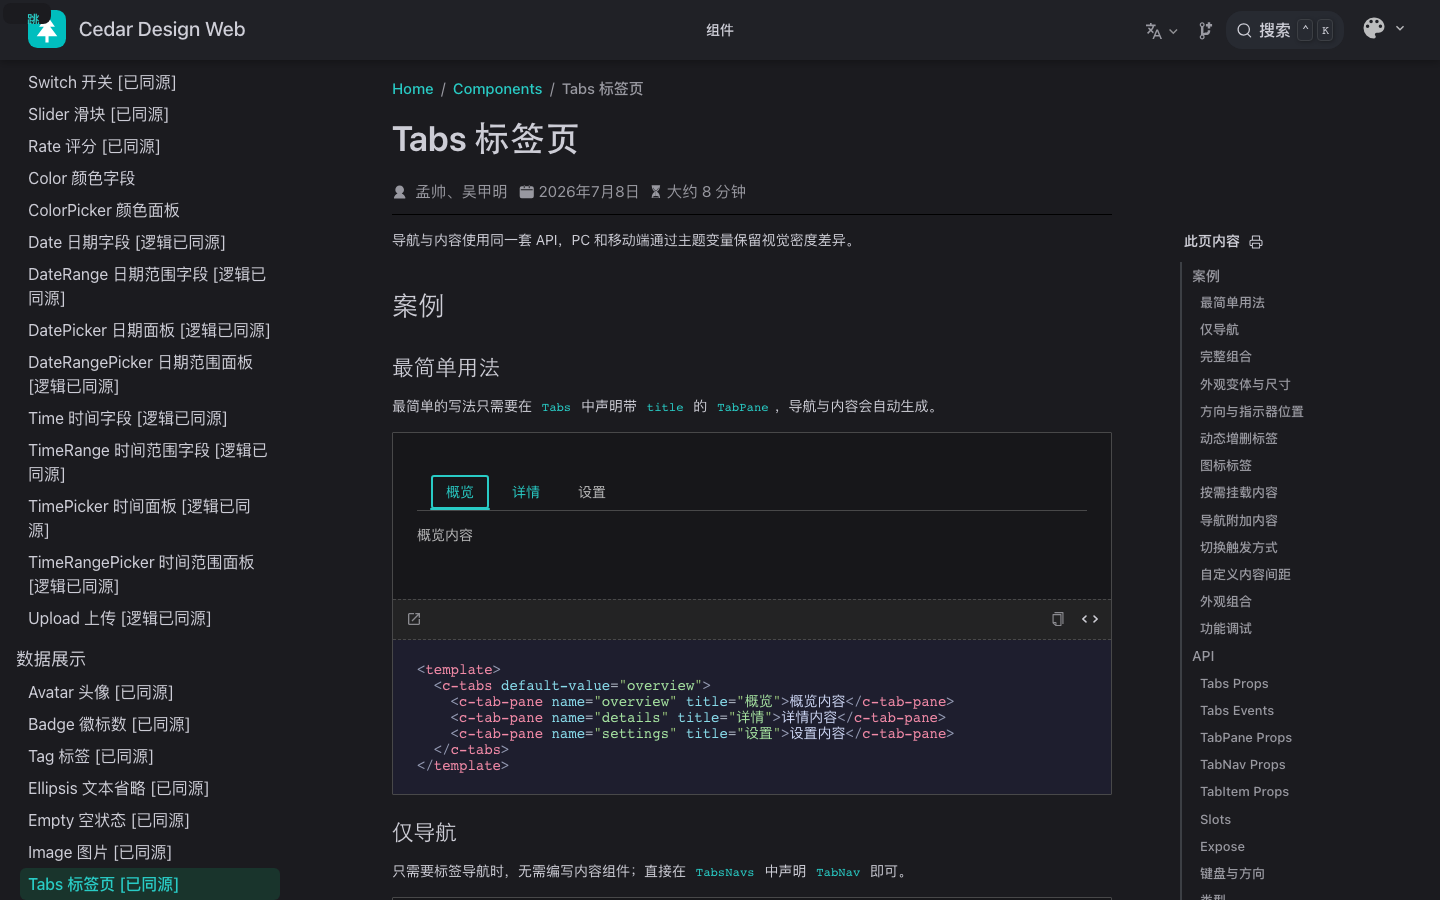 跳
Cedar Design Web
组件
搜索
^
K
Switch 开关 [已同源]
Slider 滑块 [已同源]
Rate 评分 [已同源]
Color 颜色字段
ColorPicker 颜色面板
Date 日期字段 [逻辑已同源]
DateRange 日期范围字段 [逻辑已
同源]
DatePicker 日期面板 [逻辑已同源]
DateRangePicker 日期范围面板
[逻辑已同源]
Time 时间字段 [逻辑已同源]
TimeRange 时间范围字段 [逻辑已
同源]
TimePicker 时间面板 [逻辑已同
源]
TimeRangePicker 时间范围面板
[逻辑已同源]
Upload 上传 [逻辑已同源]
数据展示
Avatar 头像 [已同源]
Badge 徽标数 [已同源]
Tag 标签 [已同源]
Ellipsis 文本省略 [已同源]
Empty 空状态 [已同源]
Image 图片 [已同源]
Tabs 标签页 [已同源]
Home / Components / Tabs 标签页
Tabs 标签页
孟帅、吴甲明 2026年7月8日 大约 8 分钟
导航与内容使用同一套 API，PC 和移动端通过主题变量保留视觉密度差异。
案例
最简单用法
最简单的写法只需要在 Tabs 中声明带 title 的 TabPane ，导航与内容会自动生成。
概览 详情 设置
概览内容
<template>
  <c-tabs default-value="overview">
    <c-tab-pane name="overview" title="概览">概览内容</c-tab-pane>
    <c-tab-pane name="details" title="详情">详情内容</c-tab-pane>
    <c-tab-pane name="settings" title="设置">设置内容</c-tab-pane>
  </c-tabs>
</template>
仅导航
只需要标签导航时，无需编写内容组件；直接在 TabsNavs 中声明 TabNav 即可。
此页内容
案例
最简单用法
仅导航
完整组合
外观变体与尺寸
方向与指示器位置
动态增删标签
图标标签
按需挂载内容
导航附加内容
切换触发方式
自定义内容间距
外观组合
功能调试
API
Tabs Props
Tabs Events
TabPane Props
TabNav Props
TabItem Props
Slots
Expose
键盘与方向
类型